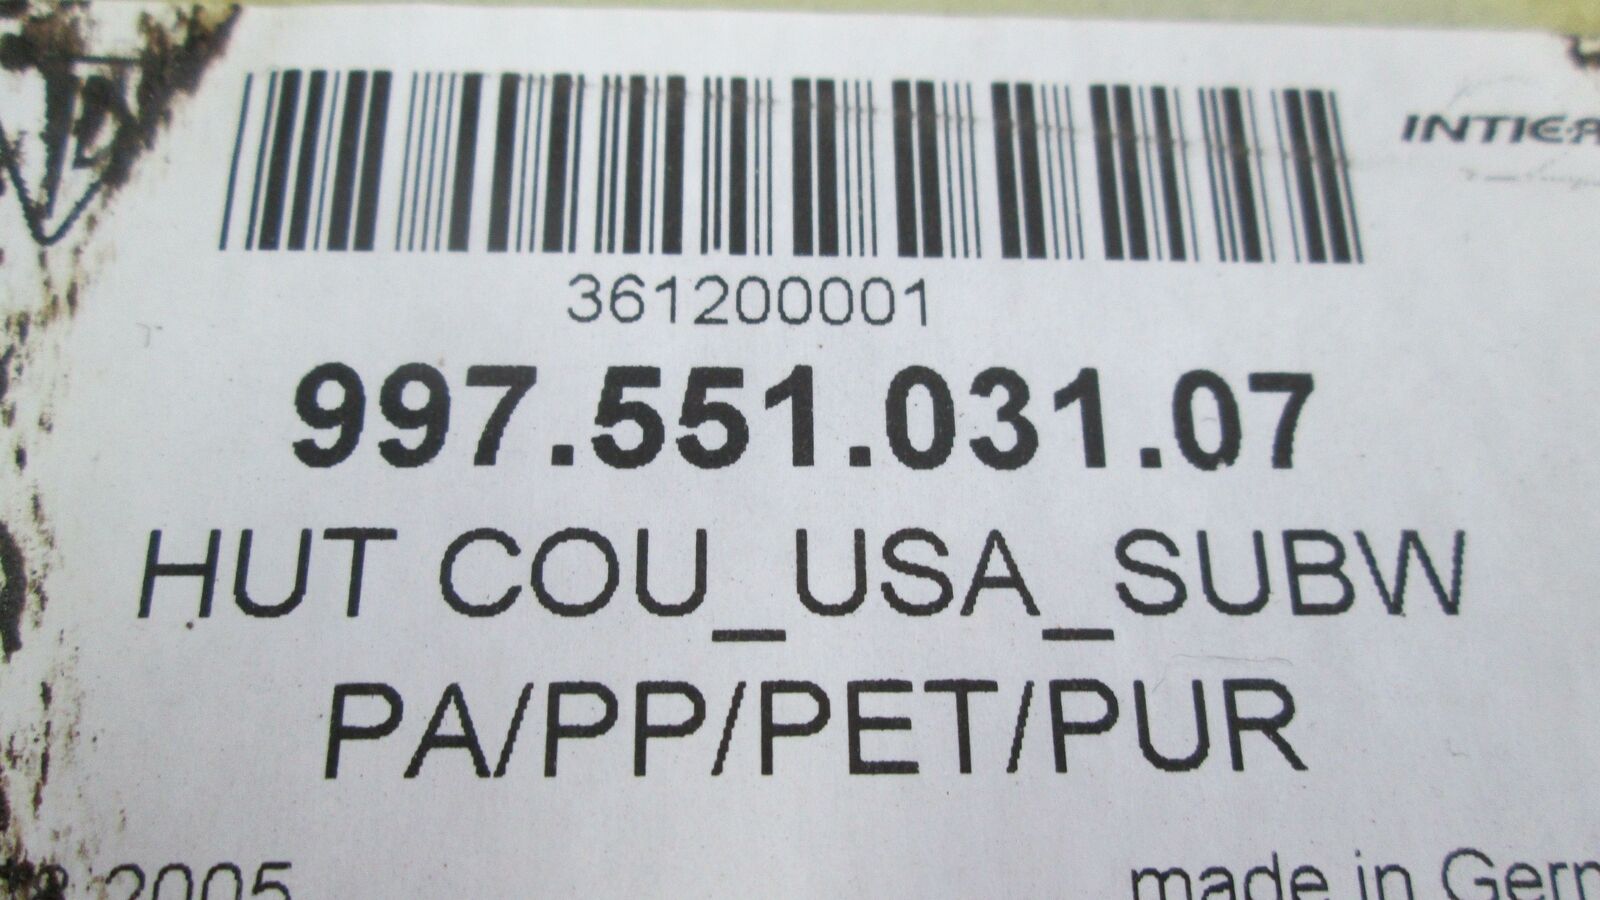 361200001
997.551.031.07
HUT COU_USA_SUBW
PA/PP/PET/PUR
2005
made in